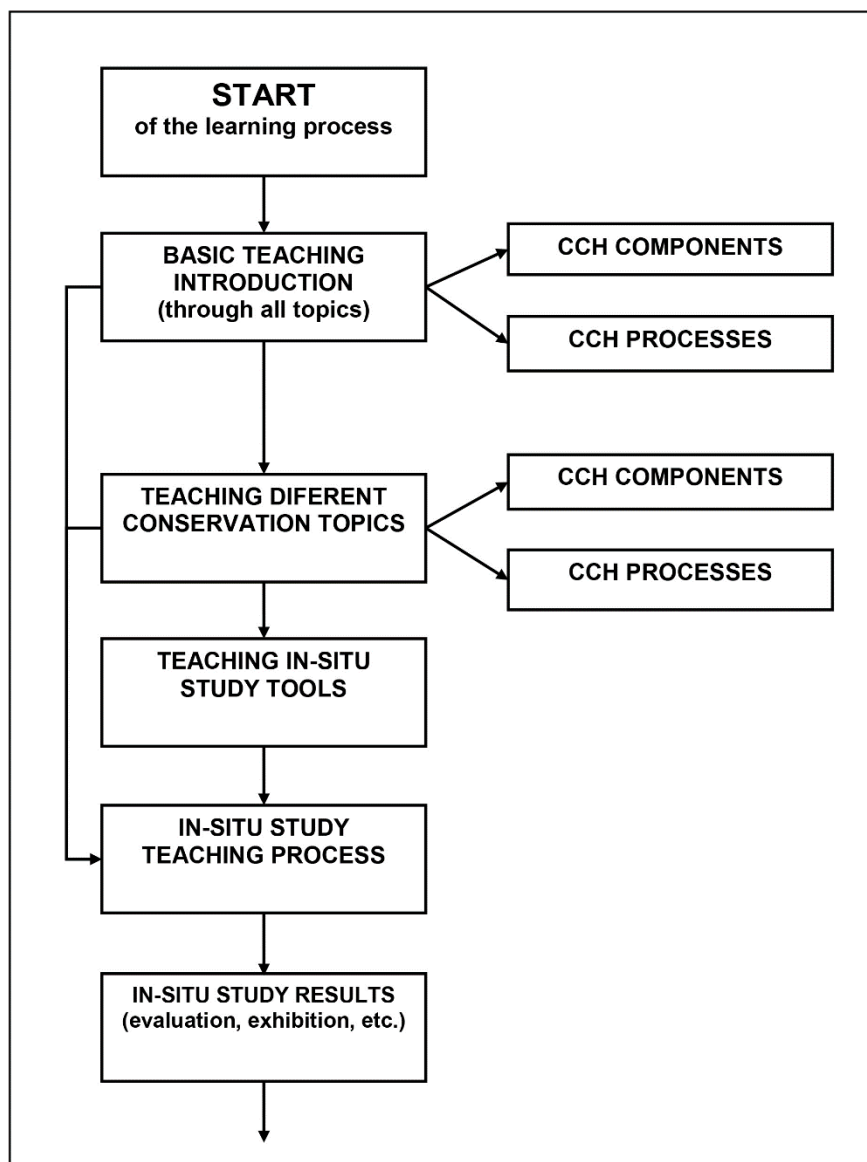 START
of the learning process
BASIC TEACHING
INTRODUCTION
(through all topics)
CCH COMPONENTS
CCH PROCESSES
TEACHING DIFERENT
CONSERVATION TOPICS
CCH COMPONENTS
CCH PROCESSES
TEACHING IN-SITU
STUDY TOOLS
IN-SITU STUDY
TEACHING PROCESS
IN-SITU STUDY RESULTS
(evaluation, exhibition, etc.)